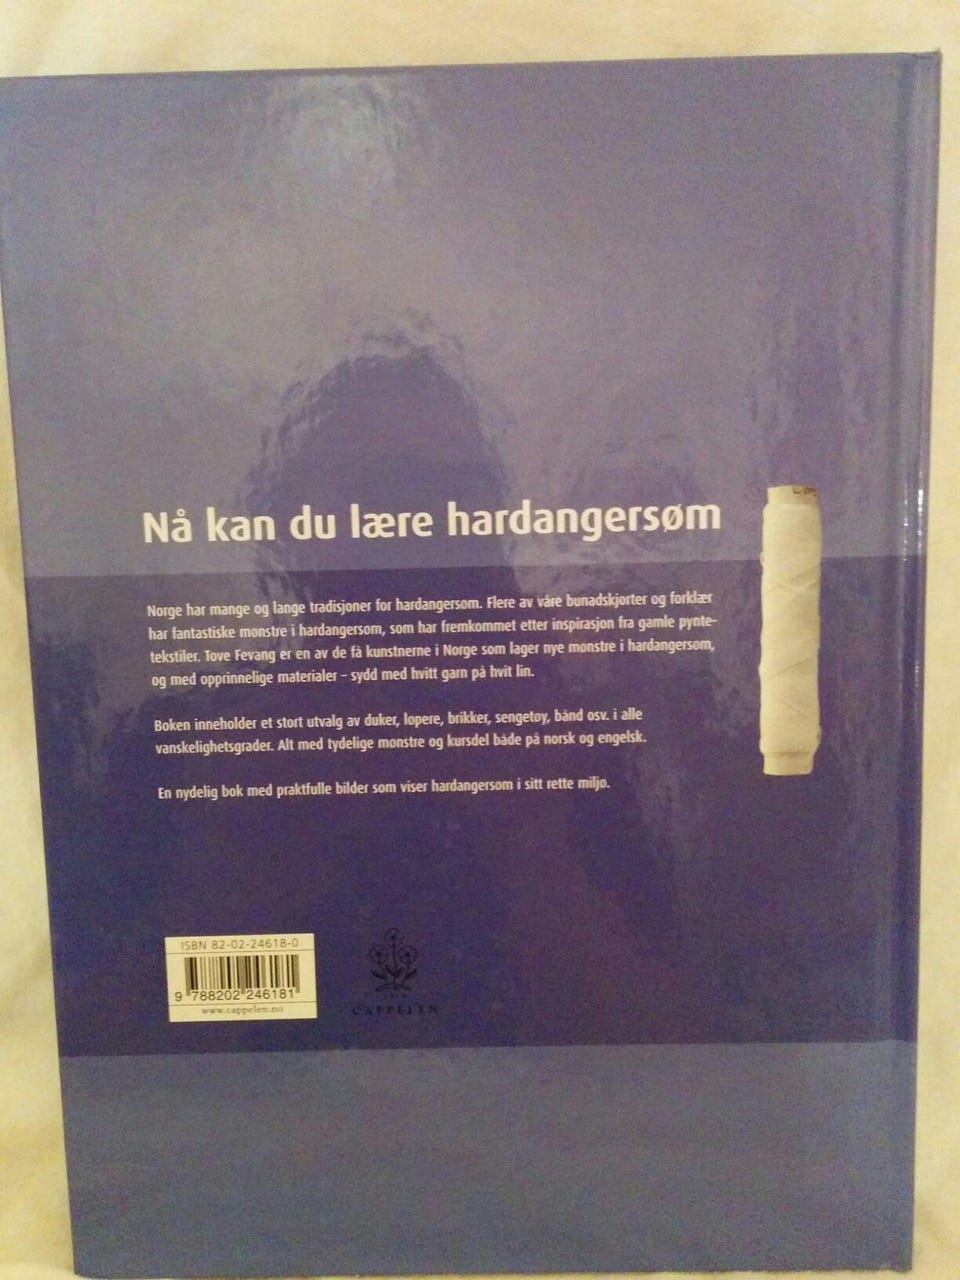 Nå kan du lære hardangersøm
Norge har mange og lange tradisjoner for hardangersøm. Flere av våre bunadskjorter og forklær
har fantastiske mønstre i hardangersøm, som har fremkommet etter inspirasjon fra gamle pynte-
tekstiler. Tove Fevang er en av de få kunstnerne i Norge som lager nye mønstre i hardangersøm,
og med opprinnelige materialer – sydd med hvitt garn på hvit lin.
Boken inneholder et stort utvalg av duker, løpere, brikker, sengetøy, bånd osv. i alle
vanskelighetsgrader. Alt med tydelige mønstre og kursdel både på norsk og engelsk.
En nydelig bok med praktfulle bilder som viser hardangersøm i sitt rette miljø.
ISBN 82-02-24618-0
9 788202 246181
www.cappelen.no
CAPPELEN